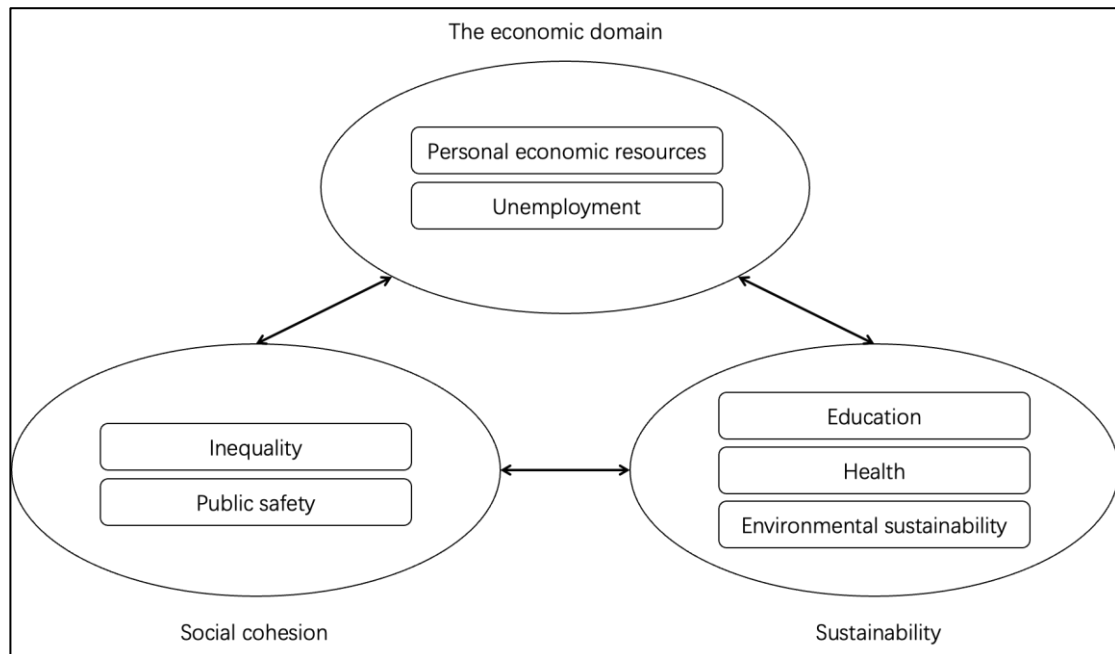 The economic domain
Personal economic resources
Unemployment
Inequality
Public safety
Social cohesion
Education
Health
Environmental sustainability
Sustainability